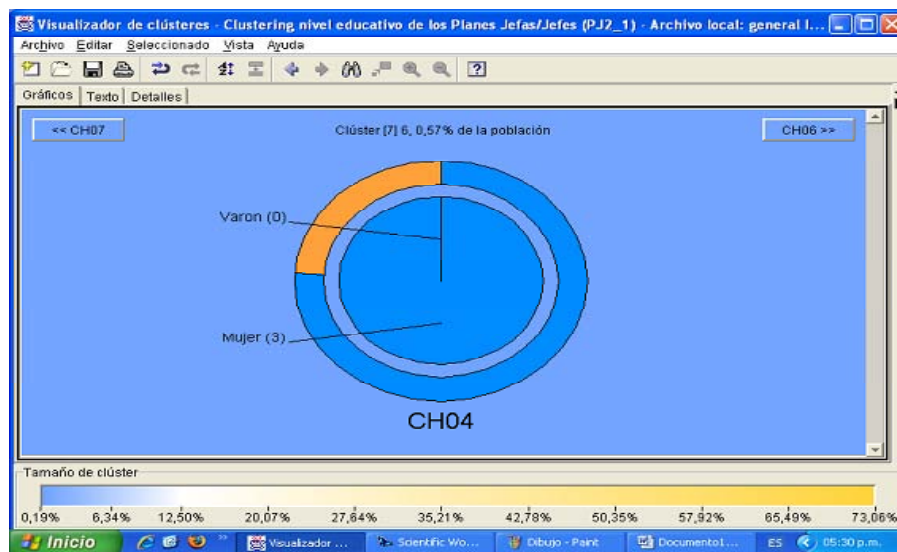 Visualizador de clústeres - Clustering nivel educativo de los Planes Jefas/Jefes (PJ2_1) - Archivo local: general l...
Archivo Editar Seleccionado Vista Ayuda
Gráficos Texto Detalles
<< CH07
Clúster [7] 6, 0,57% de la población
CH06 >>
Varon (0)
Mujer (3)
CH04
Tamaño de clúster
0,19% 6,34% 12,50% 20,07% 27,64% 35,21% 42,78% 50,35% 57,92% 65,49% 73,06%
Inicio Visualizador ... Scientific Wo... Dibujo - Paint Documento1... ES 05:30 p.m.